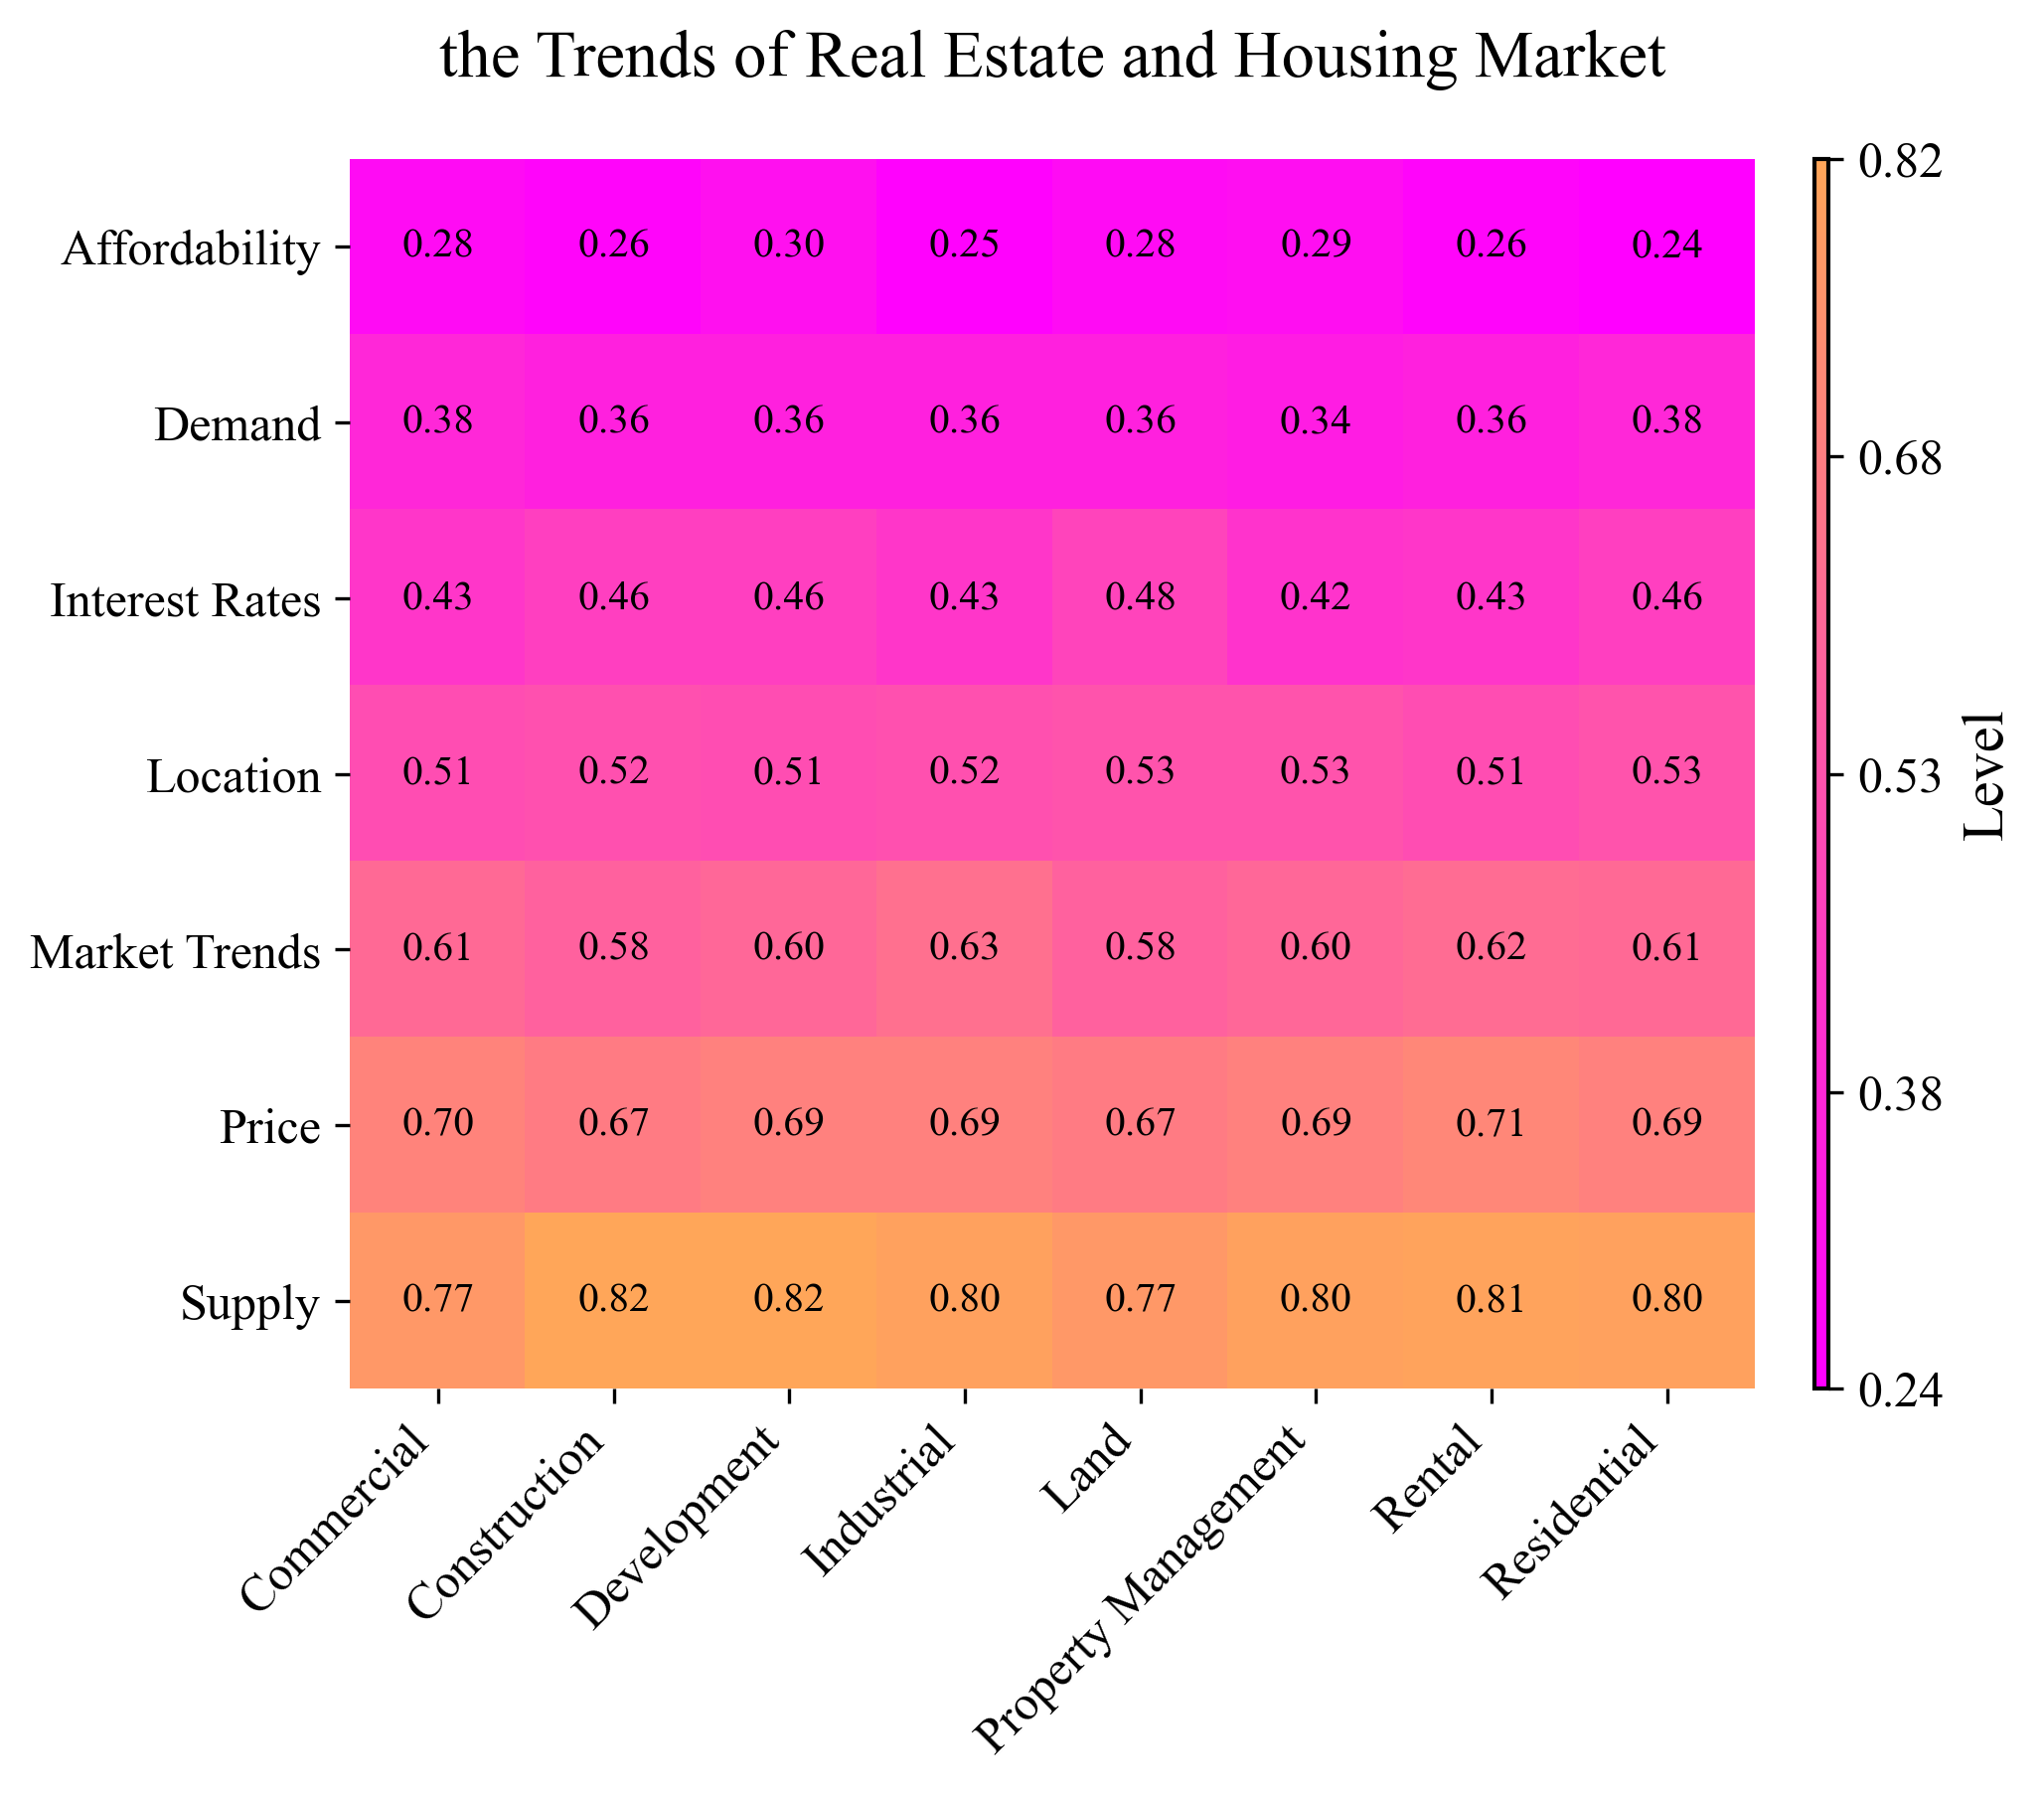 the Trends of Real Estate and Housing Market
Affordability 0.28 0.26 0.30 0.25 0.28 0.29 0.26 0.24
Demand 0.38 0.36 0.36 0.36 0.36 0.34 0.36 0.38
Interest Rates 0.43 0.46 0.46 0.43 0.48 0.42 0.43 0.46
Location 0.51 0.52 0.51 0.52 0.53 0.53 0.51 0.53
Market Trends 0.61 0.58 0.60 0.63 0.58 0.60 0.62 0.61
Price 0.70 0.67 0.69 0.69 0.67 0.69 0.71 0.69
Supply 0.77 0.82 0.82 0.80 0.77 0.80 0.81 0.80
Commercial
Construction
Development
Industrial
Land
Property Management
Rental
Residential
0.82
0.68
0.53
0.38
0.24
Level